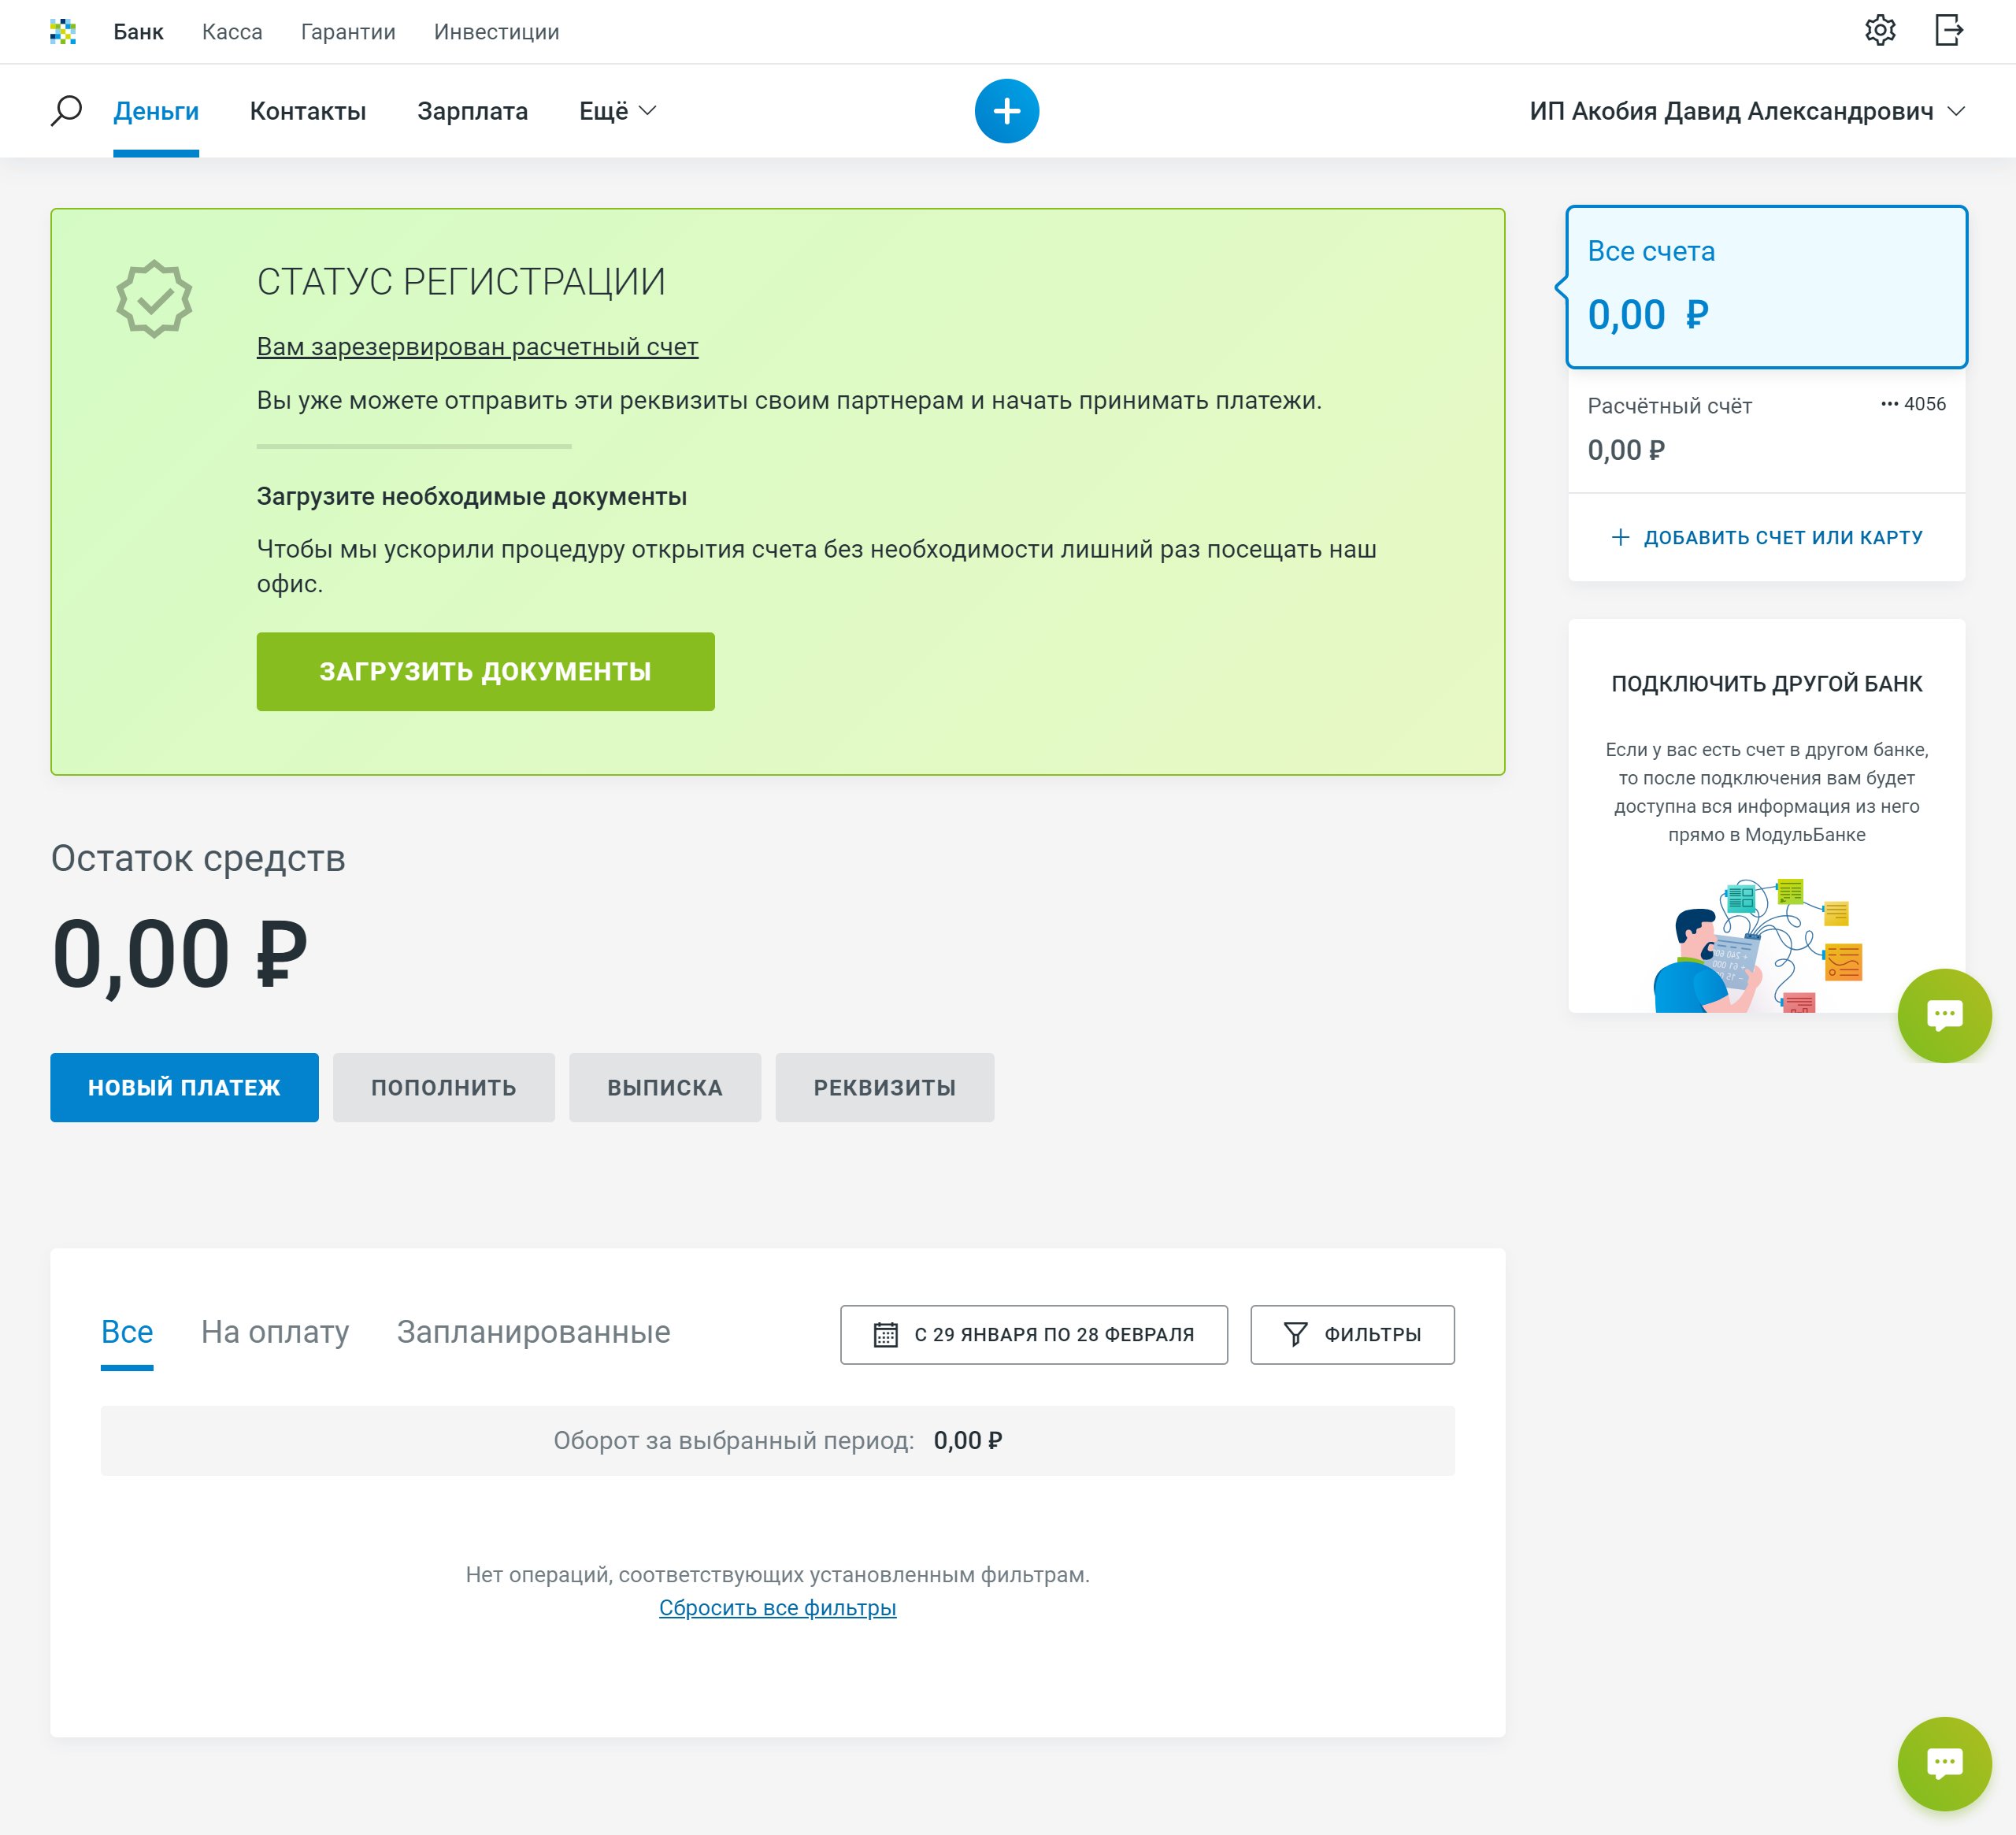 Банк Касса Гарантии Инвестиции
Деньги Контакты Зарплата Ещё
ИП Акобия Давид Александрович
СТАТУС РЕГИСТРАЦИИ
Вам зарезервирован расчетный счет
Вы уже можете отправить эти реквизиты своим партнерам и начать принимать платежи.
Загрузите необходимые документы
Чтобы мы ускорили процедуру открытия счета без необходимости лишний раз посещать наш
офис.
ЗАГРУЗИТЬ ДОКУМЕНТЫ
Все счета
0,00 ₽
Расчётный счёт ••• 4056
0,00 ₽
+ ДОБАВИТЬ СЧЕТ ИЛИ КАРТУ
ПОДКЛЮЧИТЬ ДРУГОЙ БАНК
Если у вас есть счет в другом банке,
то после подключения вам будет
доступна вся информация из него
прямо в МодульБанке
Остаток средств
0,00 ₽
НОВЫЙ ПЛАТЕЖ ПОПОЛНИТЬ ВЫПИСКА РЕКВИЗИТЫ
Все На оплату Запланированные
С 29 ЯНВАРЯ ПО 28 ФЕВРАЛЯ ФИЛЬТРЫ
Оборот за выбранный период: 0,00 ₽
Нет операций, соответствующих установленным фильтрам.
Сбросить все фильтры